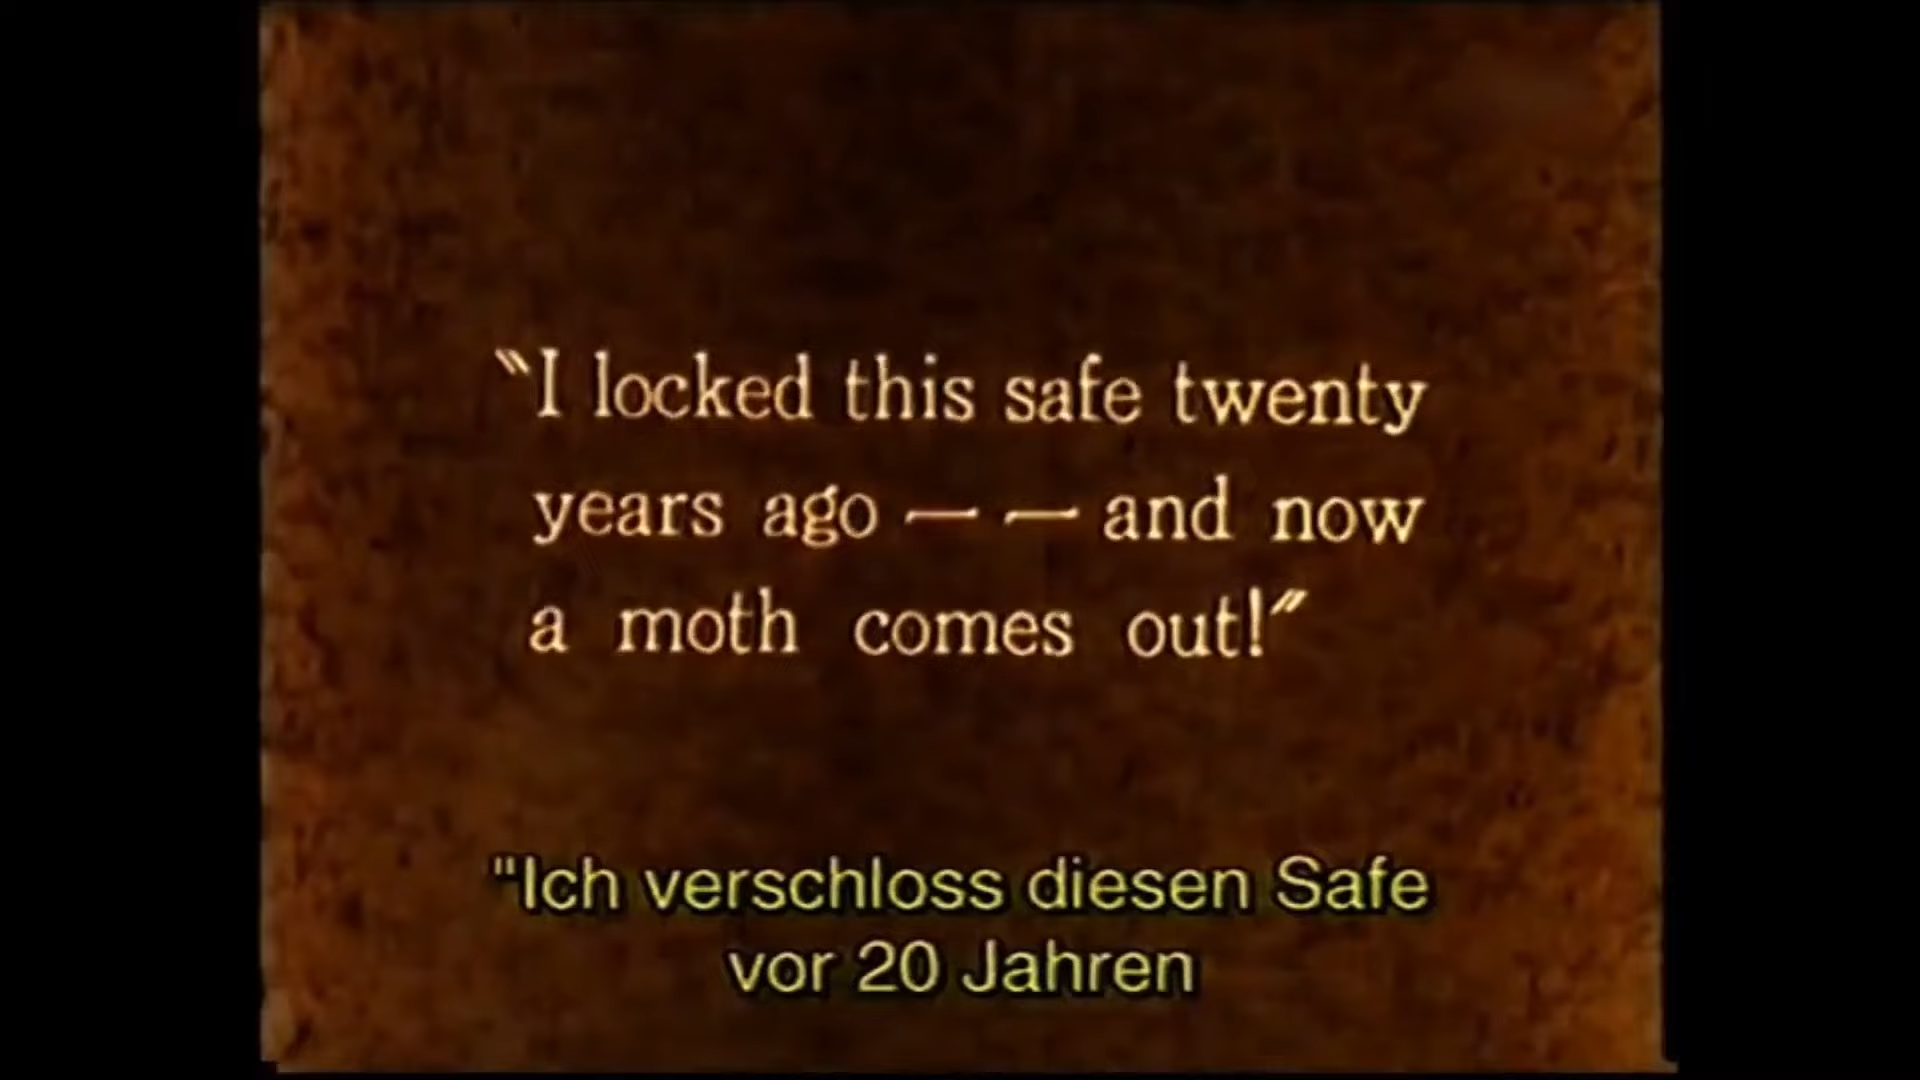 "I locked this safe twenty
years ago — — and now
a moth comes out!"
"Ich verschloss diesen Safe
vor 20 Jahren